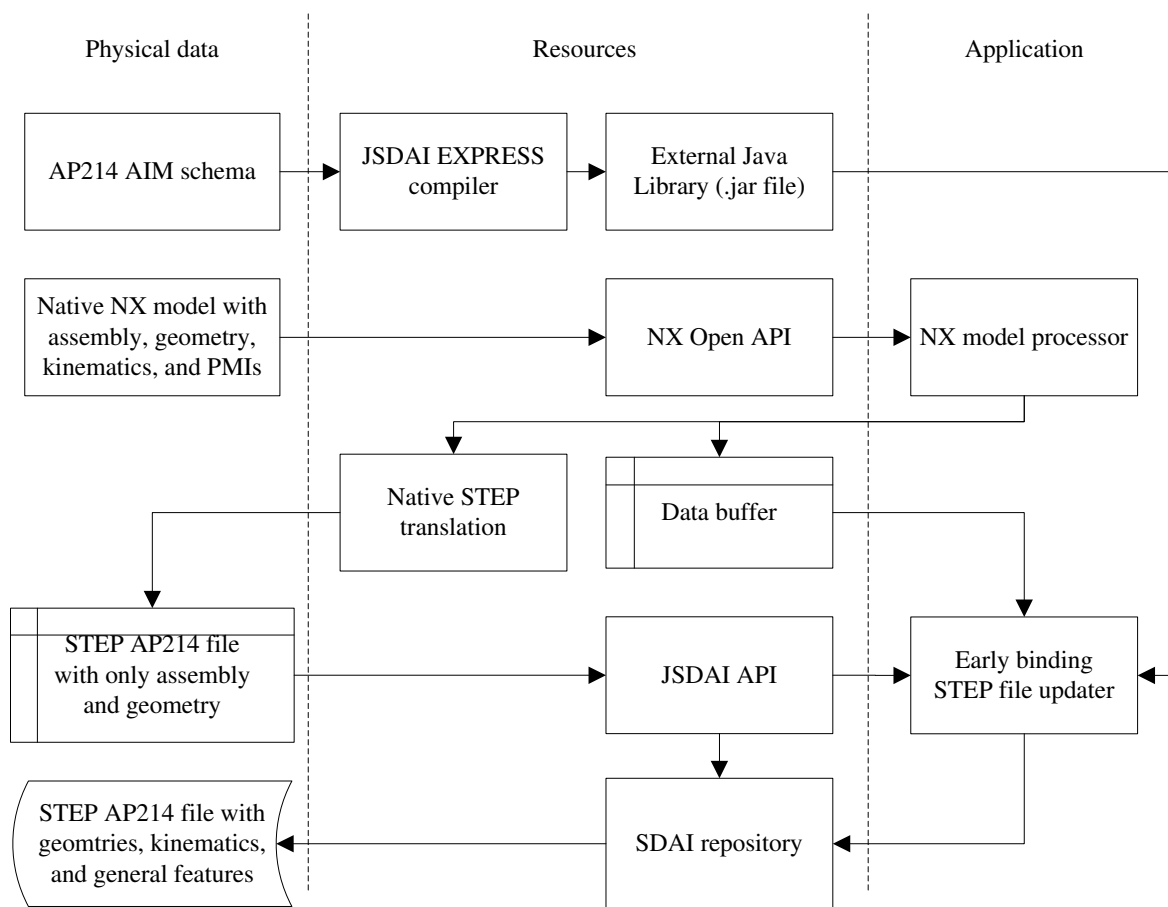 Physical data
Resources
Application
AP214 AIM schema
JSDAI EXPRESS
compiler
External Java
Library (.jar file)
Native NX model with
assembly, geometry,
kinematics, and PMIs
NX Open API
NX model processor
Native STEP
translation
Data buffer
STEP AP214 file
with only assembly
and geometry
JSDAI API
Early binding
STEP file updater
STEP AP214 file with
geomtries, kinematics,
and general features
SDAI repository